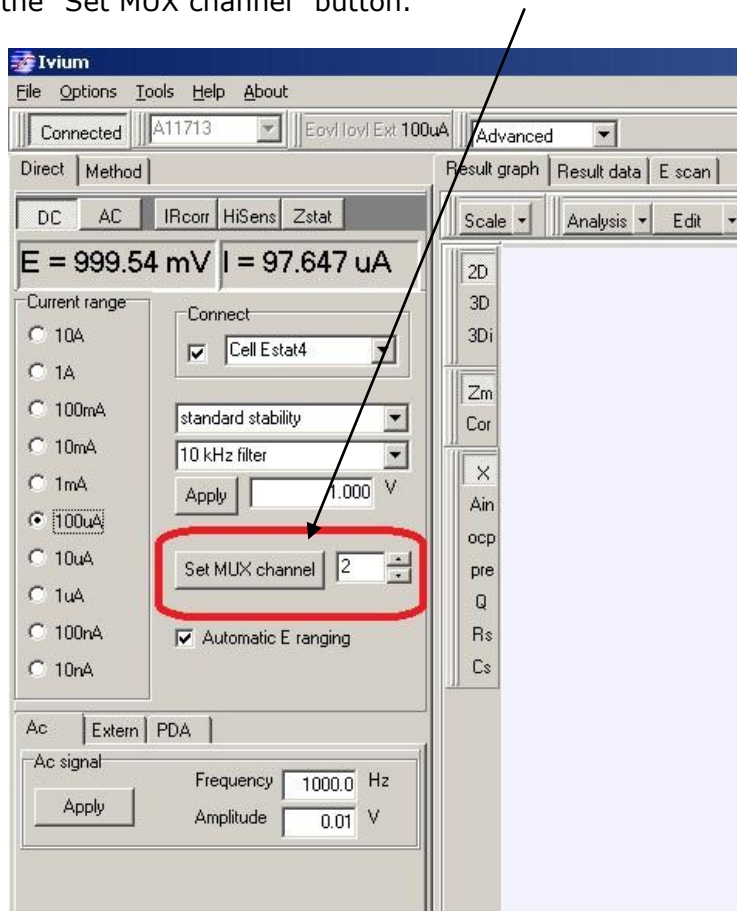 the "Set MUX channel" button.
Ivium
File Options Tools Help About
Connected A11713 Eovl Iovl Ext 100uA Advanced
Direct Method
Result graph Result data E scan
DC AC IRcorr HiSens Zstat
Scale Analysis Edit
E = 999.54 mV I = 97.647 uA
2D
3D
3Di
Zm
Cor
X
Ain
ocp
pre
Q
Rs
Cs
Current range
10A
1A
100mA
10mA
1mA
100uA
10uA
1uA
100nA
10nA
Connect
Cell Estat4
standard stability
10 kHz filter
Apply 1.000 V
Set MUX channel 2
Automatic E ranging
Ac Extern PDA
Ac signal
Apply
Frequency 1000.0 Hz
Amplitude 0.01 V